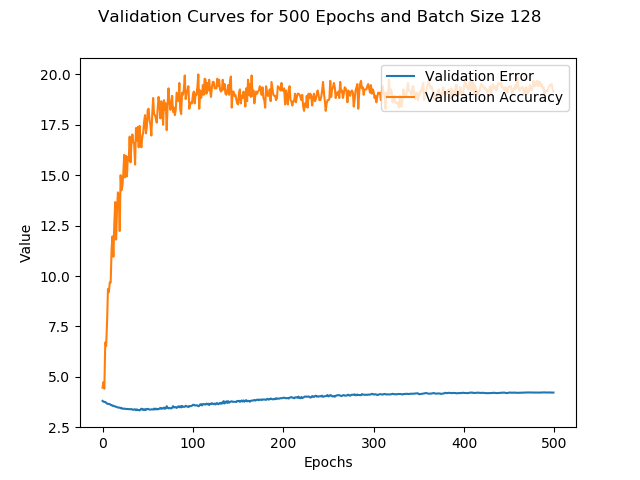 Validation Curves for 500 Epochs and Batch Size 128
Validation Error
Validation Accuracy
20.0
17.5
15.0
12.5
10.0
7.5
5.0
2.5
Value
0
100
200
300
400
500
Epochs